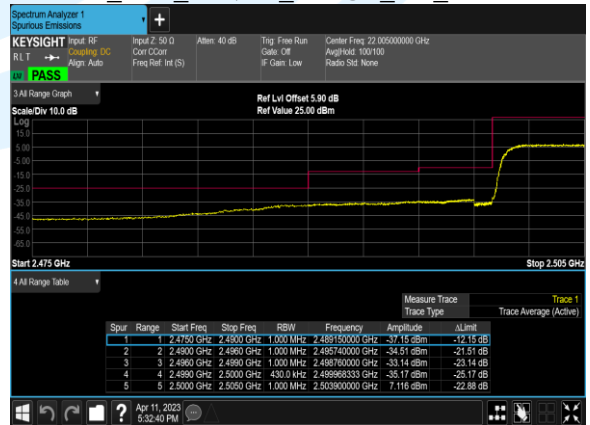 Spectrum Analyzer 1
Spurious Emissions
+
KEYSIGHT Input: RF Input Z: 50 Ω Atten: 40 dB Trig: Free Run Center Freq: 22.005000000 GHz
RLT Coupling: DC Corr CCorr Gate: Off Avg|Hold: 100/100
Align: Auto Freq Ref: Int (S) IF Gain: Low Radio Std: None
PASS
3 All Range Graph
Ref Lvl Offset 5.90 dB
Scale/Div 10.0 dB Ref Value 25.00 dBm
Log
15.0
5.00
-5.00
-15.0
-25.0
-35.0
-45.0
-55.0
-65.0
Start 2.475 GHz Stop 2.505 GHz
4 All Range Table
Measure Trace Trace 1
Trace Type Trace Average (Active)
Spur Range Start Freq Stop Freq RBW Frequency Amplitude ΔLimit
1 1 2.4750 GHz 2.4900 GHz 1.000 MHz 2.489150000 GHz -37.15 dBm -12.15 dB
2 2 2.4900 GHz 2.4960 GHz 1.000 MHz 2.495740000 GHz -34.51 dBm -21.51 dB
3 3 2.4960 GHz 2.4990 GHz 1.000 MHz 2.498760000 GHz -33.14 dBm -23.14 dB
4 4 2.4990 GHz 2.5000 GHz 430.0 kHz 2.499968333 GHz -35.17 dBm -25.17 dB
5 5 2.5000 GHz 2.5050 GHz 1.000 MHz 2.503900000 GHz 7.116 dBm -22.88 dB
? Apr 11, 2023
5:32:40 PM